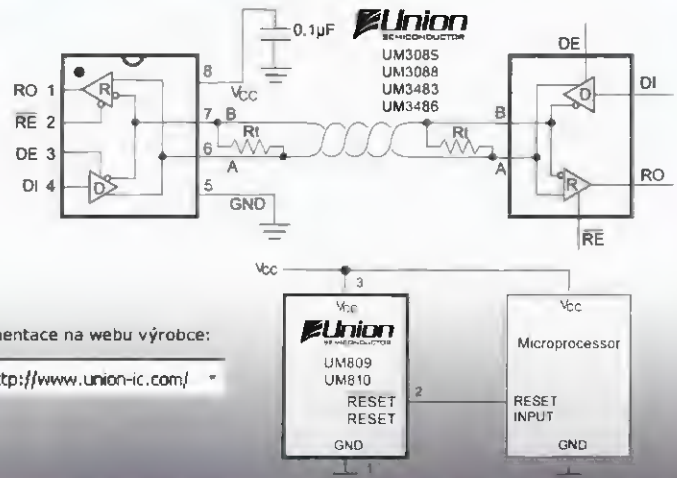 0.1µF
Union
SEMICONDUCTOR
UM3085
UM3088
UM3483
UM3486
DE
RO 1
R
8
VCC
D
DI
RE 2
7
B
B
Rt
Rt
DE 3
6
A
A
RO
DI 4
D
5
GND
R
RE
Vcc
3
Vcc
Vcc
Union
SEMICONDUCTOR
Microprocessor
mentace na webu výrobce:
UM809
UM810
ttp://www.union-ic.com/
RESET
2
RESET
RESET
INPUT
GND
GND
1